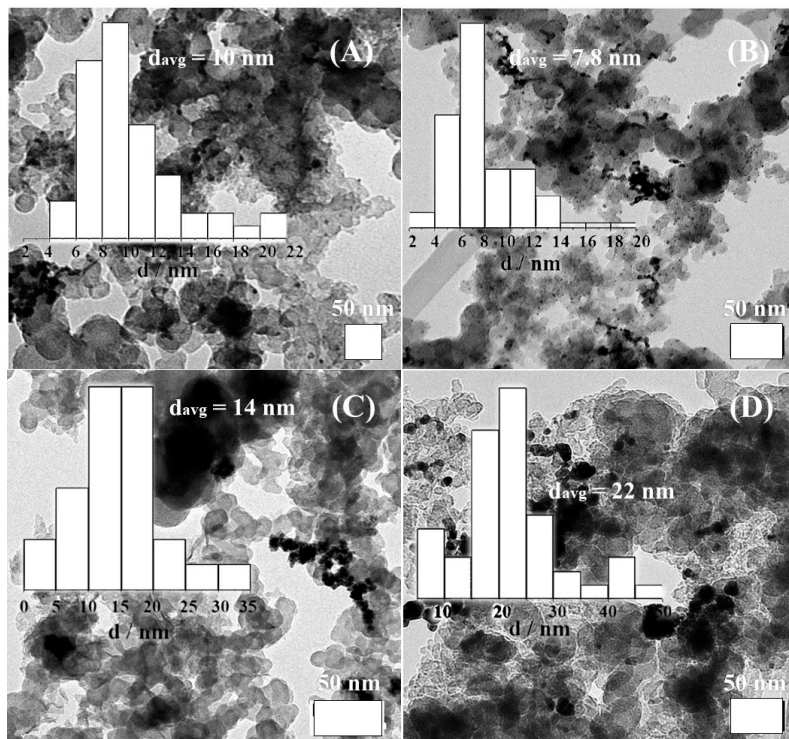 (A)
davg = 10 nm
2 4 6 8 10 12 14 16 18 20 22
d / nm
50 nm
(B)
davg = 7.8 nm
2 4 6 8 10 12 14 16 18 20
d / nm
50 nm
(C)
davg = 14 nm
0 5 10 15 20 25 30 35
d / nm
50 nm
(D)
davg = 22 nm
10 20 30 40 50
d / nm
50 nm